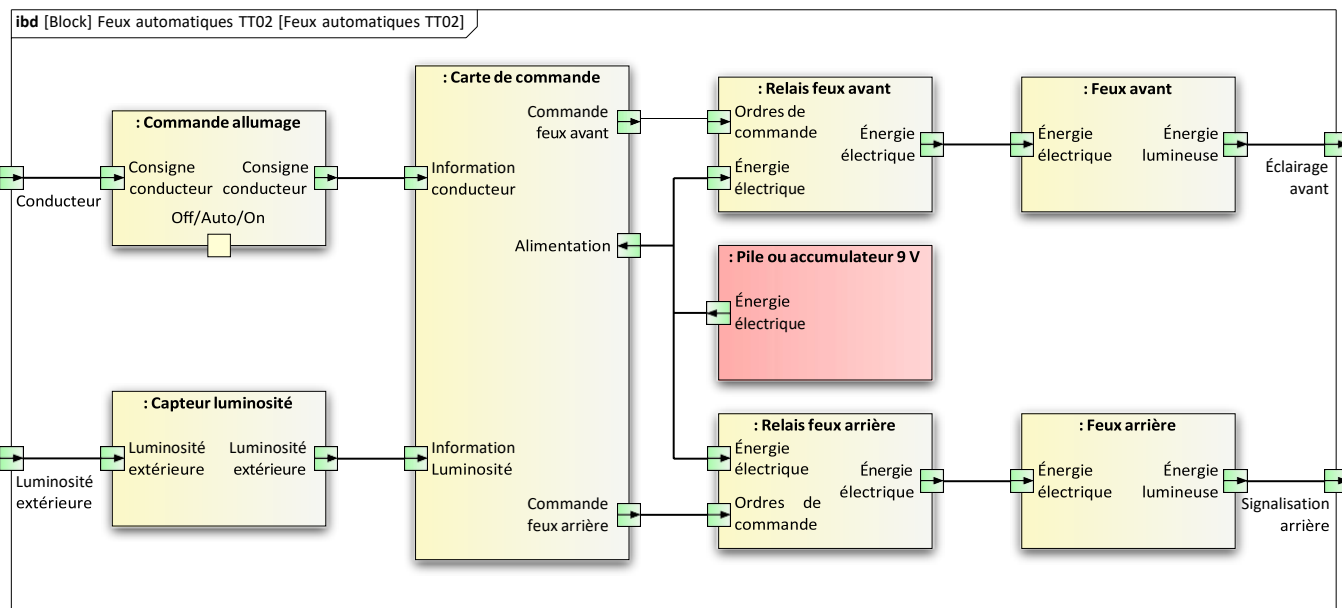 ibd [Block] Feux automatiques TT02 [Feux automatiques TT02]
: Commande allumage
Consigne
conducteur
Consigne
conducteur
Off/Auto/On
Conducteur
: Capteur luminosité
Luminosité
extérieure
Luminosité
extérieure
Luminosité
extérieure
: Carte de commande
Commande
feux avant
Information
conducteur
Alimentation
Information
Luminosité
Commande
feux arrière
: Relais feux avant
Ordres de
commande
Énergie
électrique
Énergie
électrique
: Pile ou accumulateur 9 V
Énergie
électrique
: Relais feux arrière
Énergie
électrique
Énergie
électrique
Ordres de
commande
: Feux avant
Énergie
électrique
Énergie
lumineuse
Éclairage
avant
: Feux arrière
Énergie
électrique
Énergie
lumineuse
Signalisation
arrière